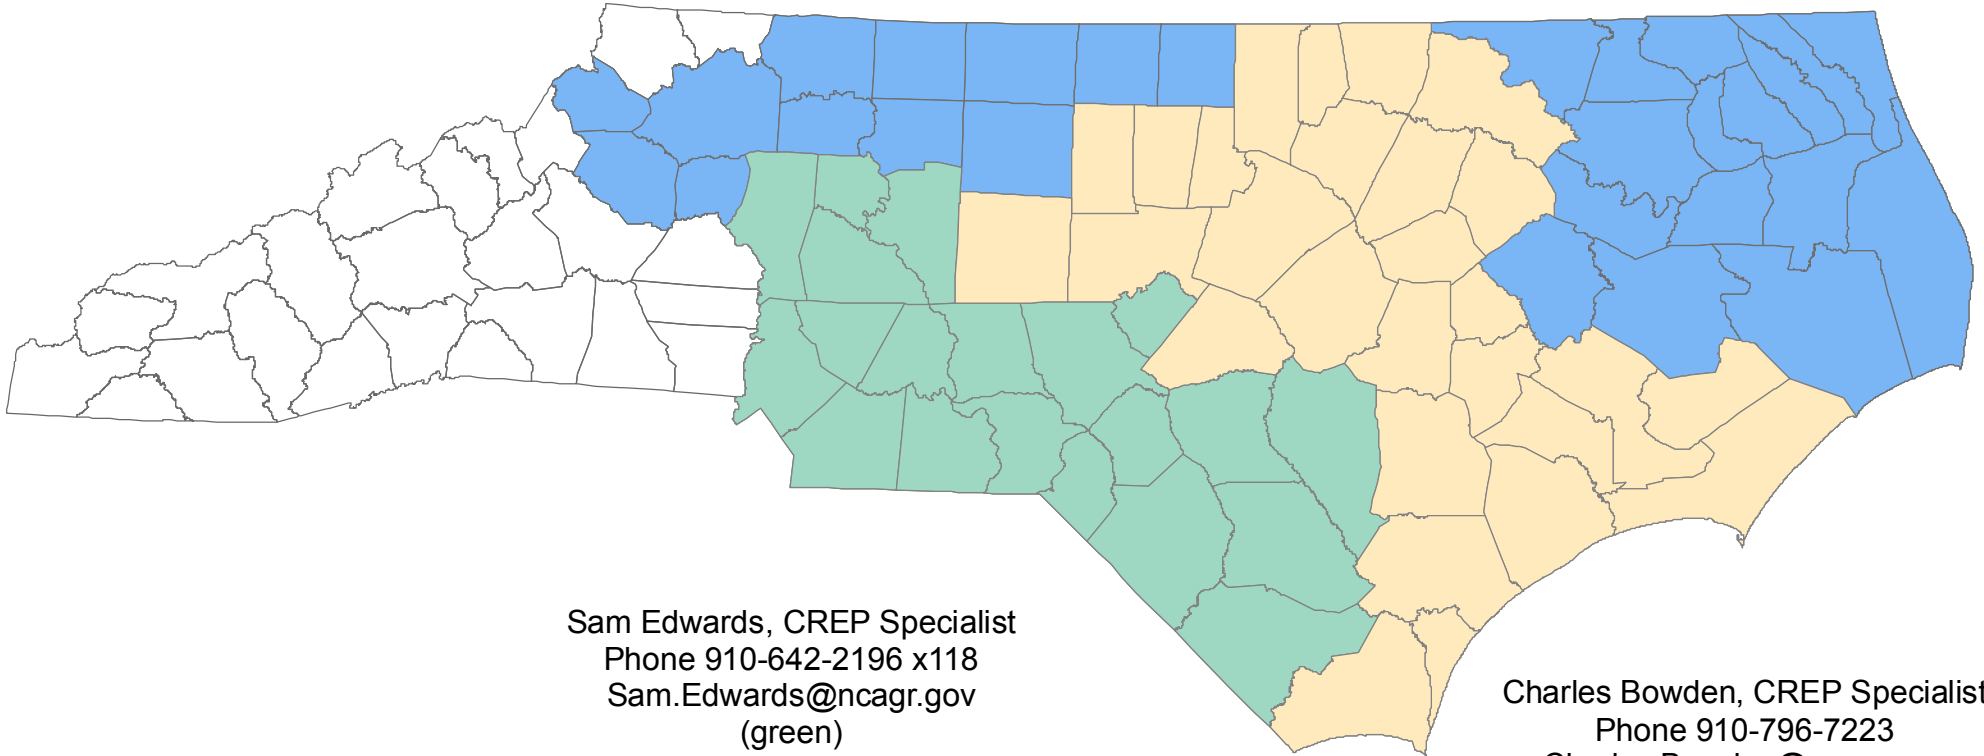 Sam Edwards, CREP Specialist
Phone 910-642-2196 x118
Sam.Edwards@ncagr.gov
(green)
Charles Bowden, CREP Specialist
Phone 910-796-7223